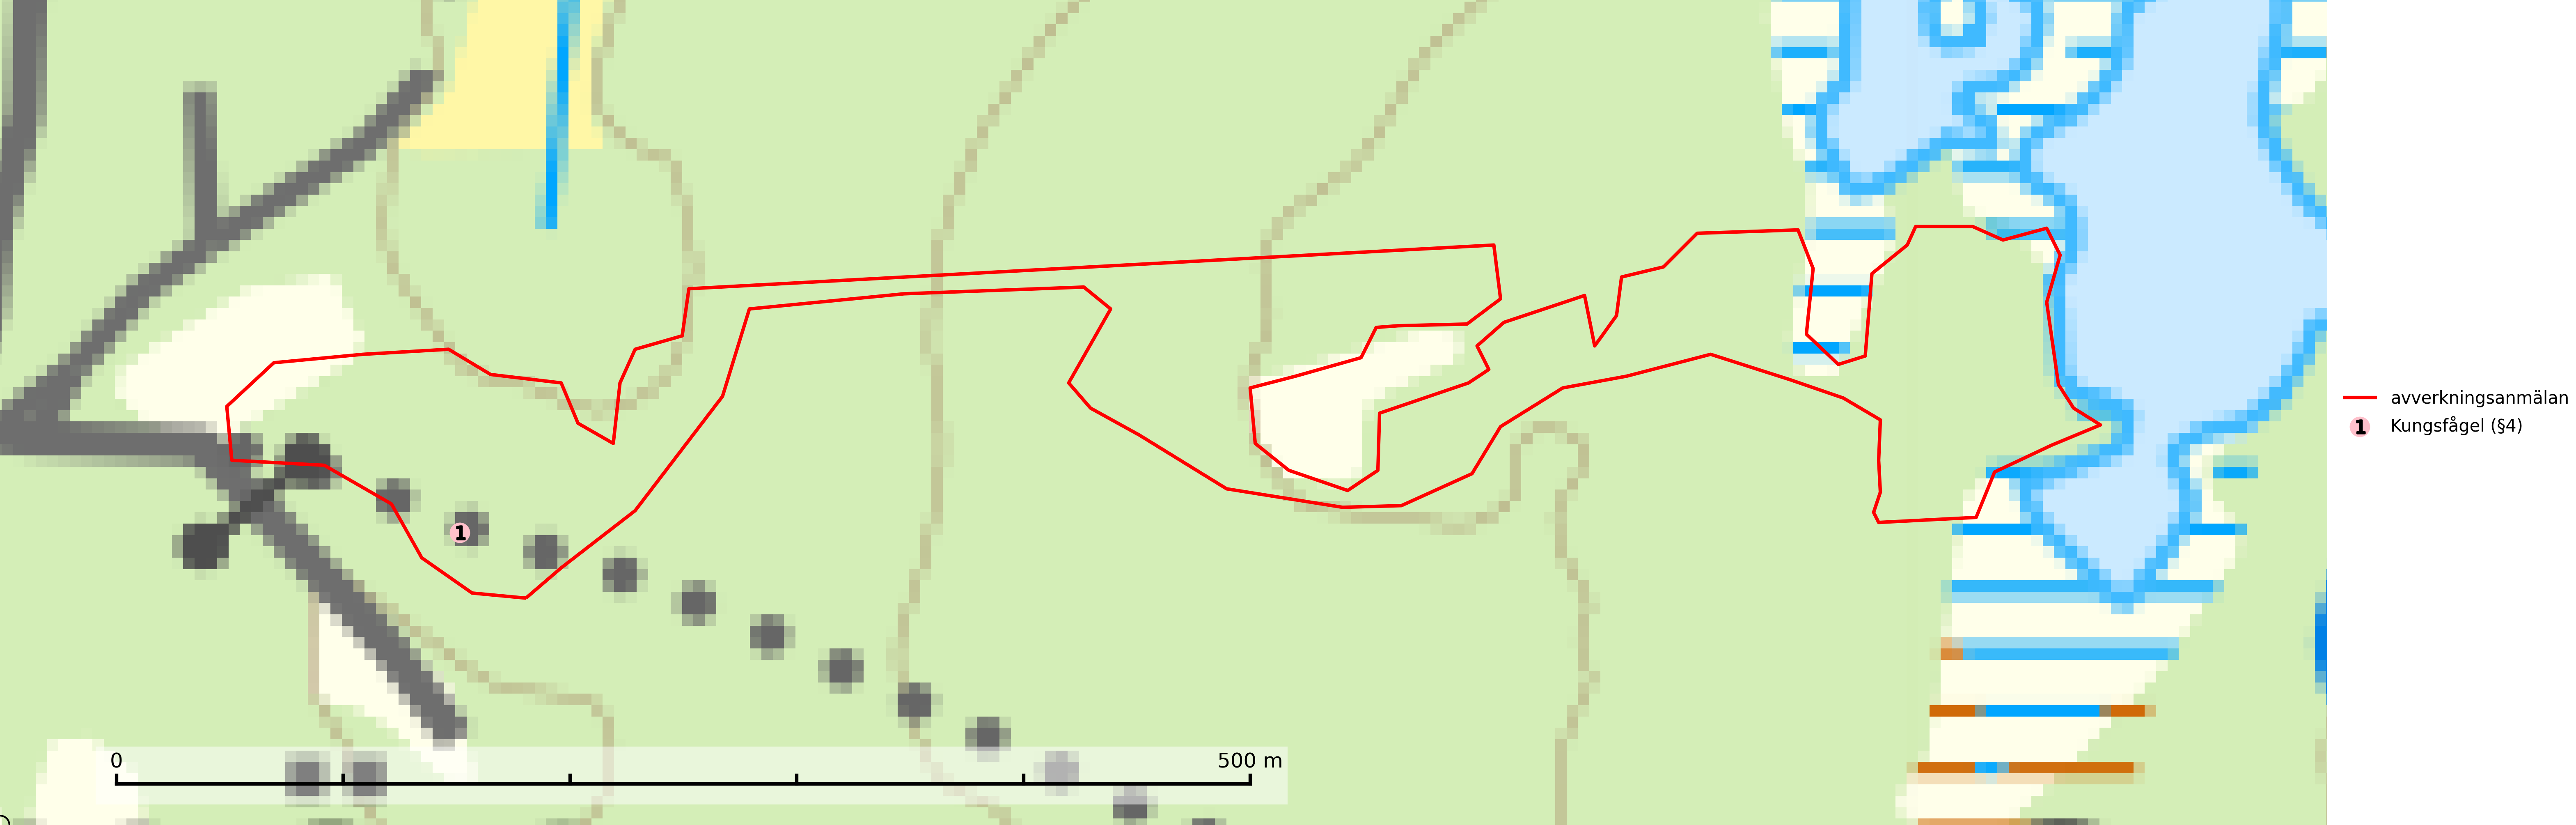 avverkningsanmälan
1 Kungsfågel (§4)
1
0 500 m